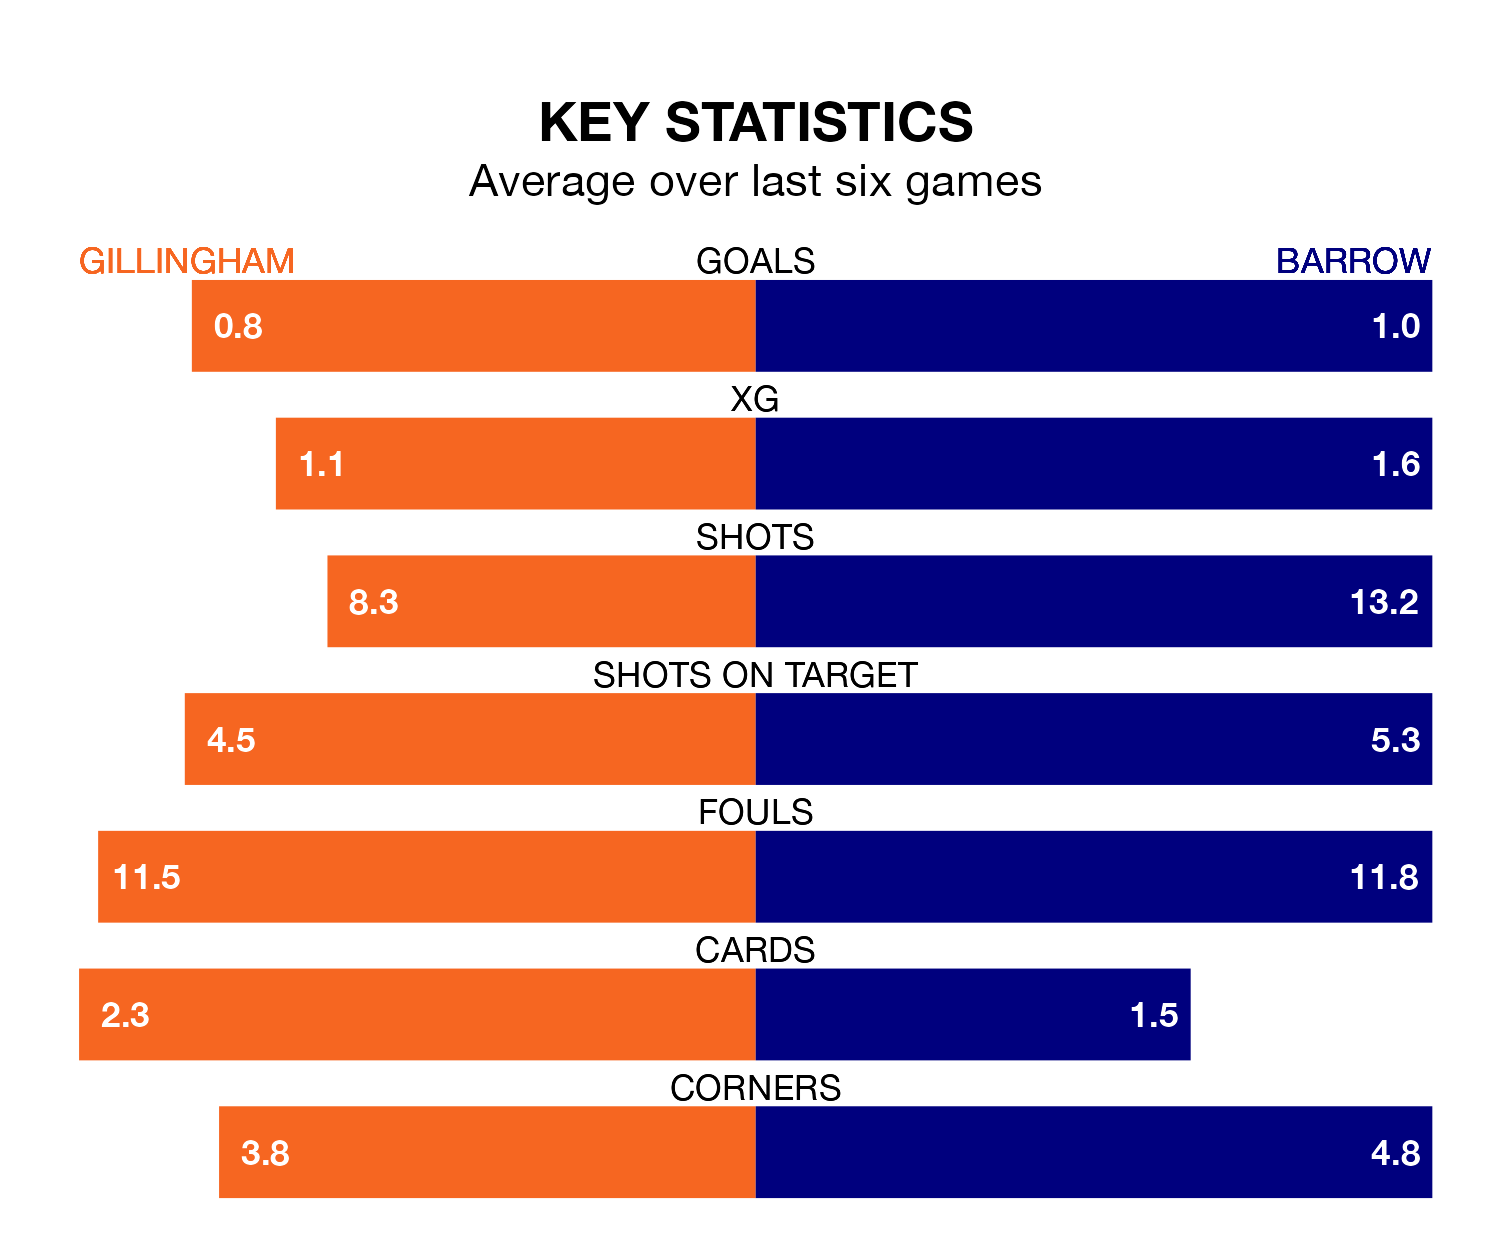 KEY STATISTICS
Average over last six games
GILLINGHAM GOALS BARROW
0.8 1.0
XG
1.1 1.6
SHOTS
8.3 13.2
SHOTS ON TARGET
4.5 5.3
FOULS
11.5 11.8
CARDS
2.3 1.5
CORNERS
3.8 4.8